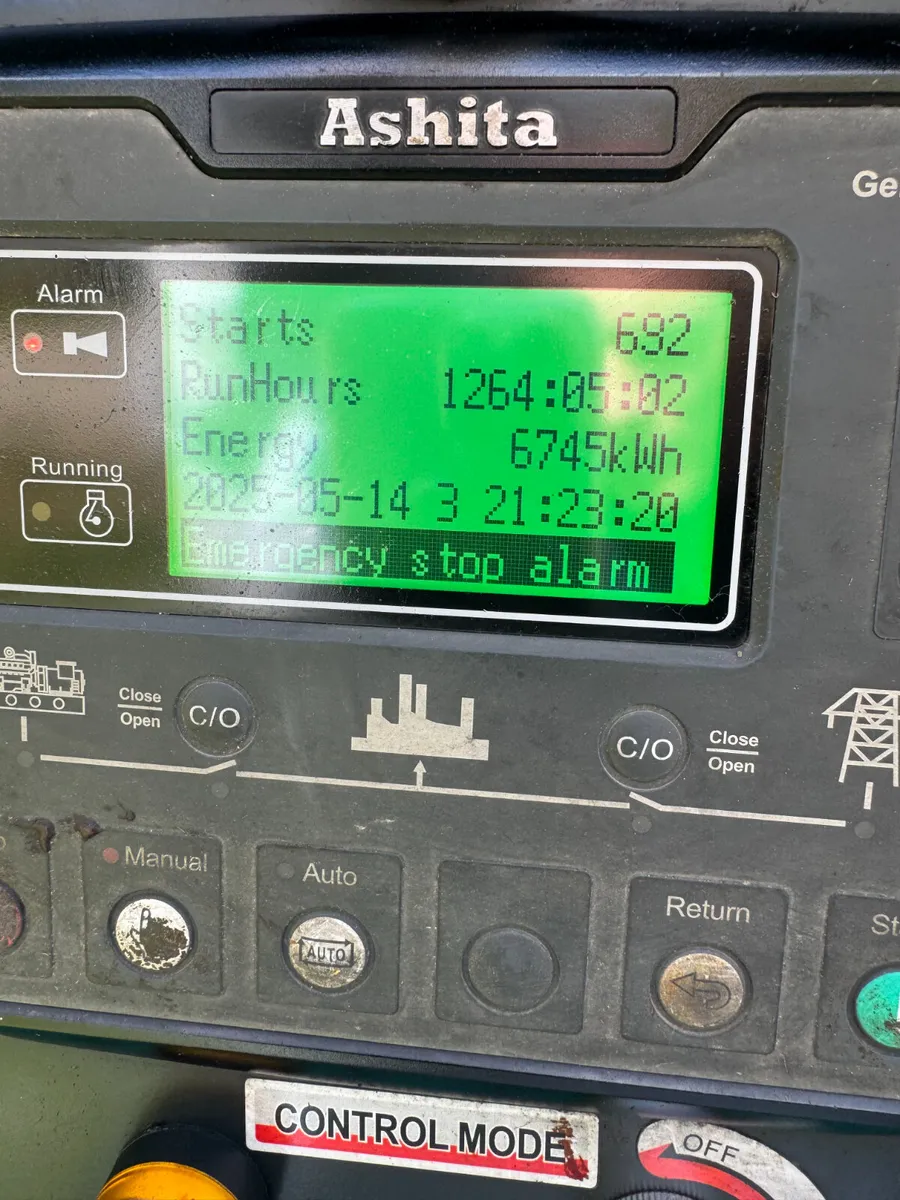 Ashita
Ge
Alarm
Starts 692
RunHours 1264:05:02
Energy 6745kWh
2025-05-14 3 21:23:20
Emergency stop alarm
Running
Close
Open
C/O
C/O
Close
Open
Manual
Auto
AUTO
Return
St
CONTROL MODE
OFF